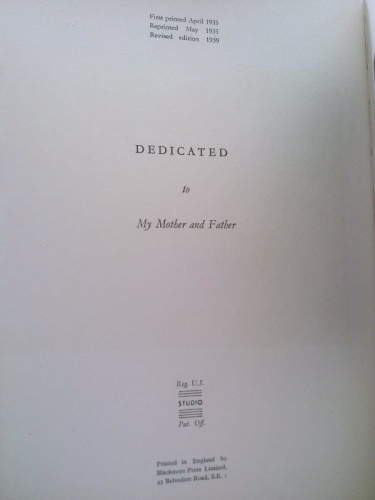 First printed April 1935
Reprinted May 1935
Revised edition 1939
DEDICATED
to
My Mother and Father
Reg. U.S.
STUDIO
Pat. Off.
Printed in England by
Blackmore Press Limited,
43 Belvedere Road, S.E. 1